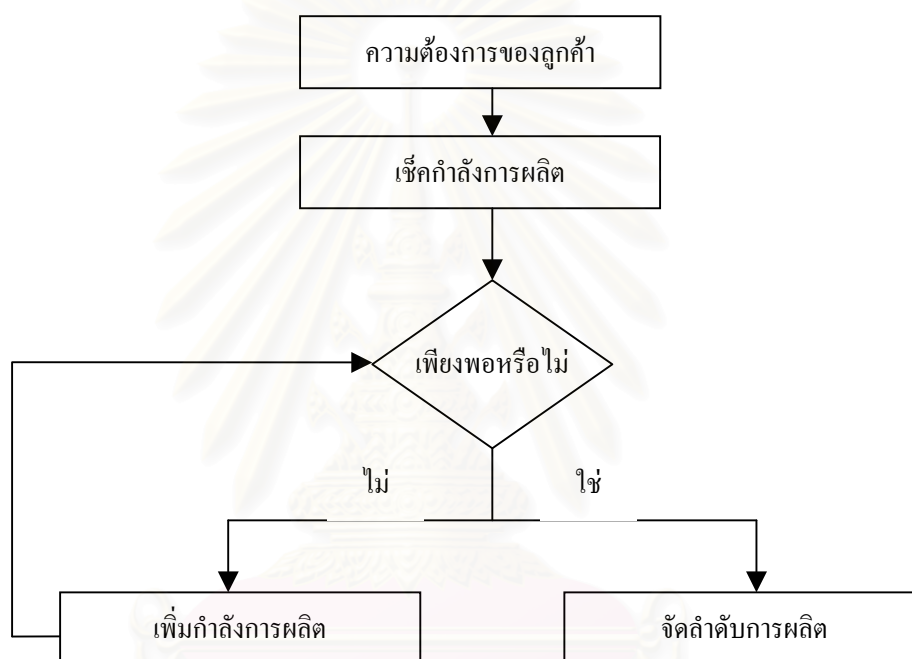 ความต้องการของลูกค้า
เช็คกำลังการผลิต
เพียงพอหรือไม่
ไม่
ใช่
เพิ่มกำลังการผลิต
จัดลำดับการผลิต